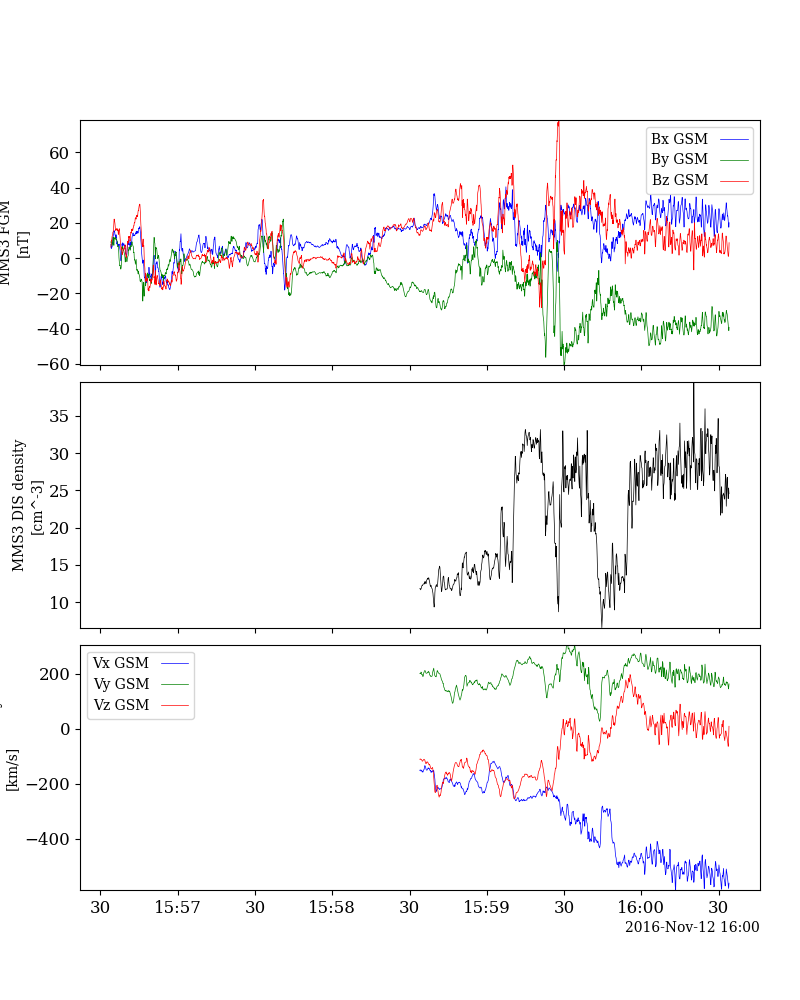 60
40
20
0
−20
−40
−60
MMS3 FGM
[nT]
Bx GSM
By GSM
Bz GSM
35
30
25
20
15
10
MMS3 DIS density
[cm^-3]
200
0
−200
−400
[km/s]
Vx GSM
Vy GSM
Vz GSM
30 15:57 30 15:58 30 15:59 30 16:00 30
2016-Nov-12 16:00